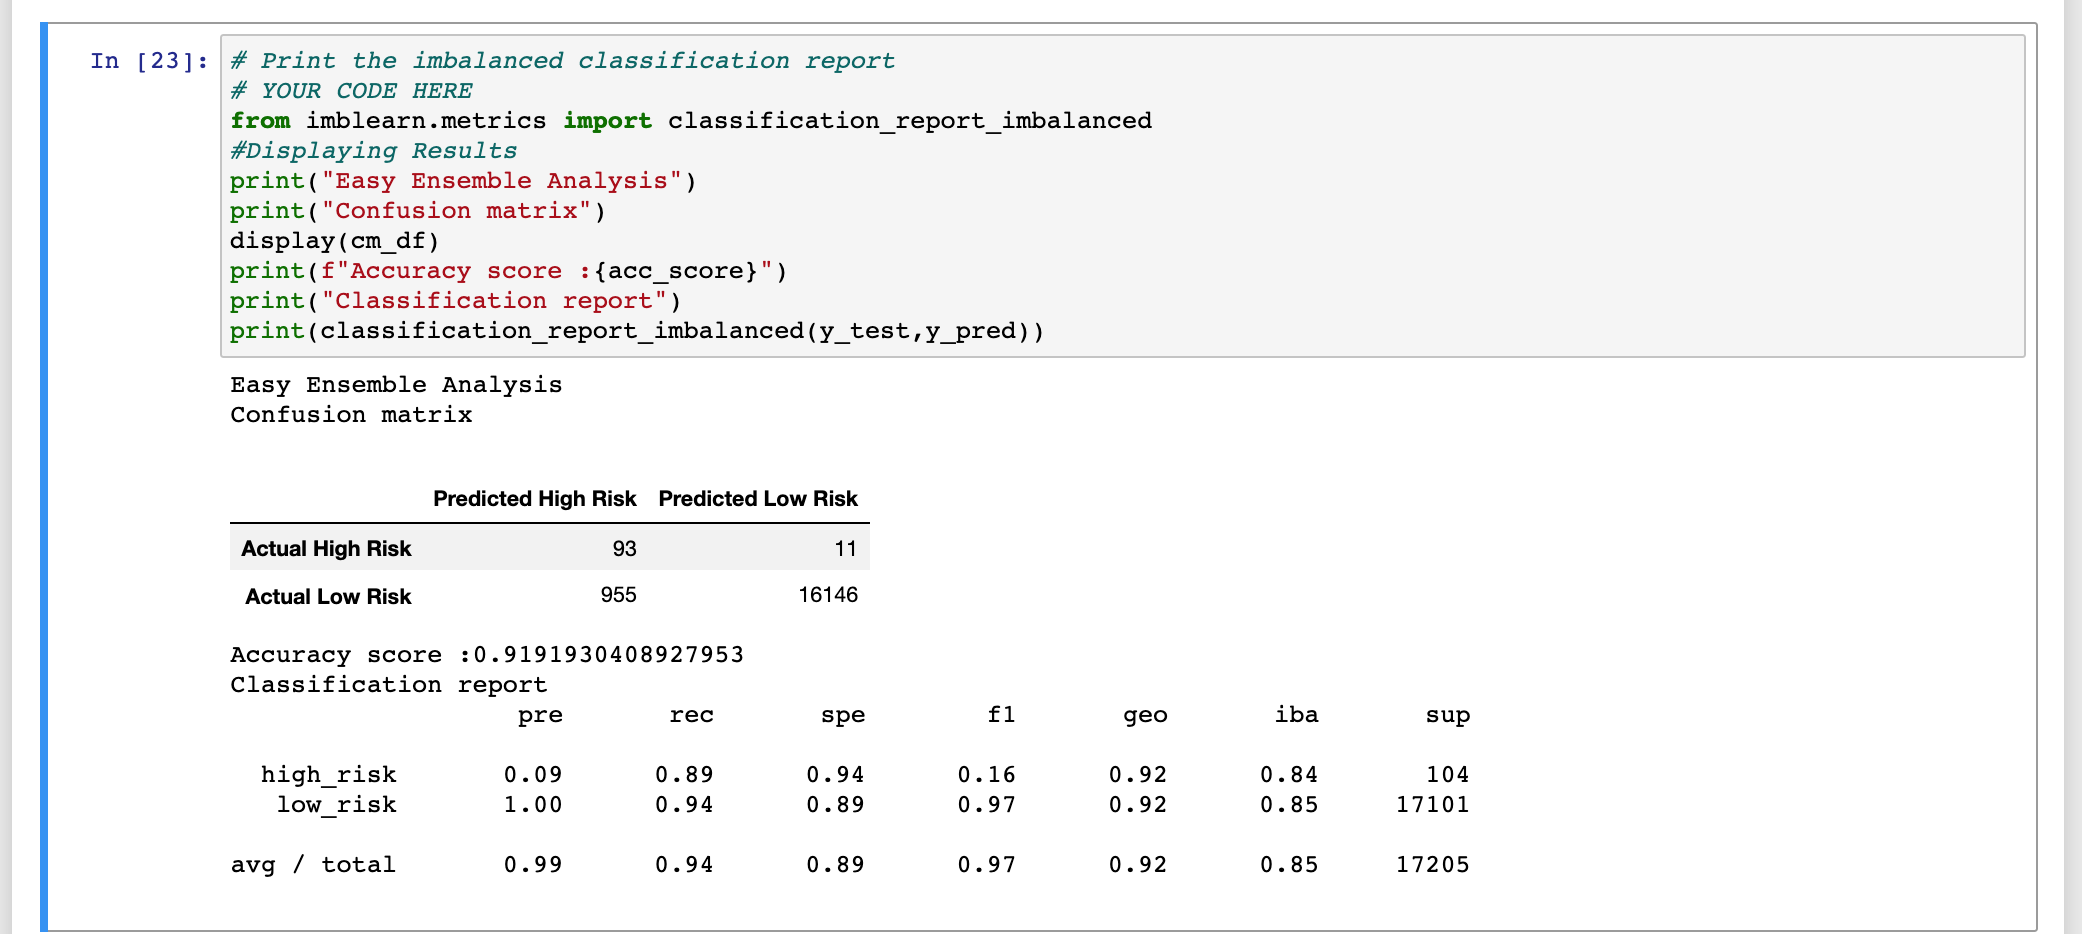 In [23]: # Print the imbalanced classification report
# YOUR CODE HERE
from imblearn.metrics import classification_report_imbalanced
#Displaying Results
print("Easy Ensemble Analysis")
print("Confusion matrix")
display(cm_df)
print(f"Accuracy score :{acc_score}")
print("Classification report")
print(classification_report_imbalanced(y_test,y_pred))
Easy Ensemble Analysis
Confusion matrix
Predicted High Risk Predicted Low Risk
Actual High Risk 93 11
Actual Low Risk 955 16146
Accuracy score :0.9191930408927953
Classification report
pre rec spe f1 geo iba sup
high_risk 0.09 0.89 0.94 0.16 0.92 0.84 104
low_risk 1.00 0.94 0.89 0.97 0.92 0.85 17101
avg / total 0.99 0.94 0.89 0.97 0.92 0.85 17205